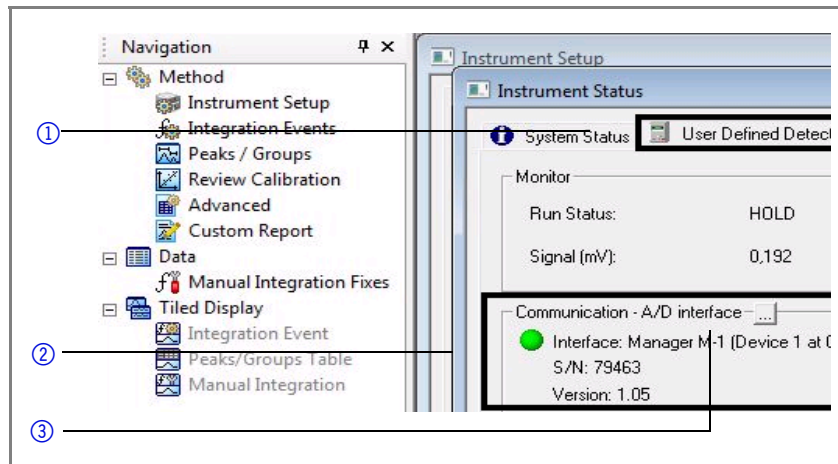 Navigation
Method
Instrument Setup
Integration Events
Peaks / Groups
Review Calibration
Advanced
Custom Report
Data
Manual Integration Fixes
Tiled Display
Integration Event
Peaks/Groups Table
Manual Integration
1
2
3
Instrument Setup
Instrument Status
System Status
User Defined Detect
Monitor
Run Status: HOLD
Signal (mV): 0,192
Communication - A/D interface ...
Interface: Manager M-1 (Device 1 at
S/N: 79463
Version: 1.05